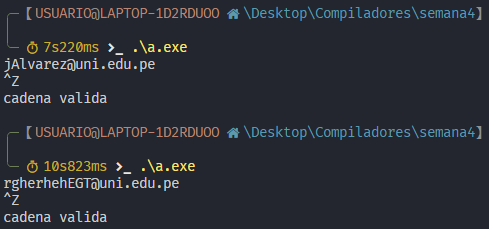 [USUARIO@LAPTOP-1D2RDUOO \Desktop\Compiladores\semana4]
7s220ms >_ .\a.exe
jAlvarez@uni.edu.pe
^Z
cadena valida
[USUARIO@LAPTOP-1D2RDUOO \Desktop\Compiladores\semana4]
10s823ms >_ .\a.exe
rgherhehEGT@uni.edu.pe
^Z
cadena valida